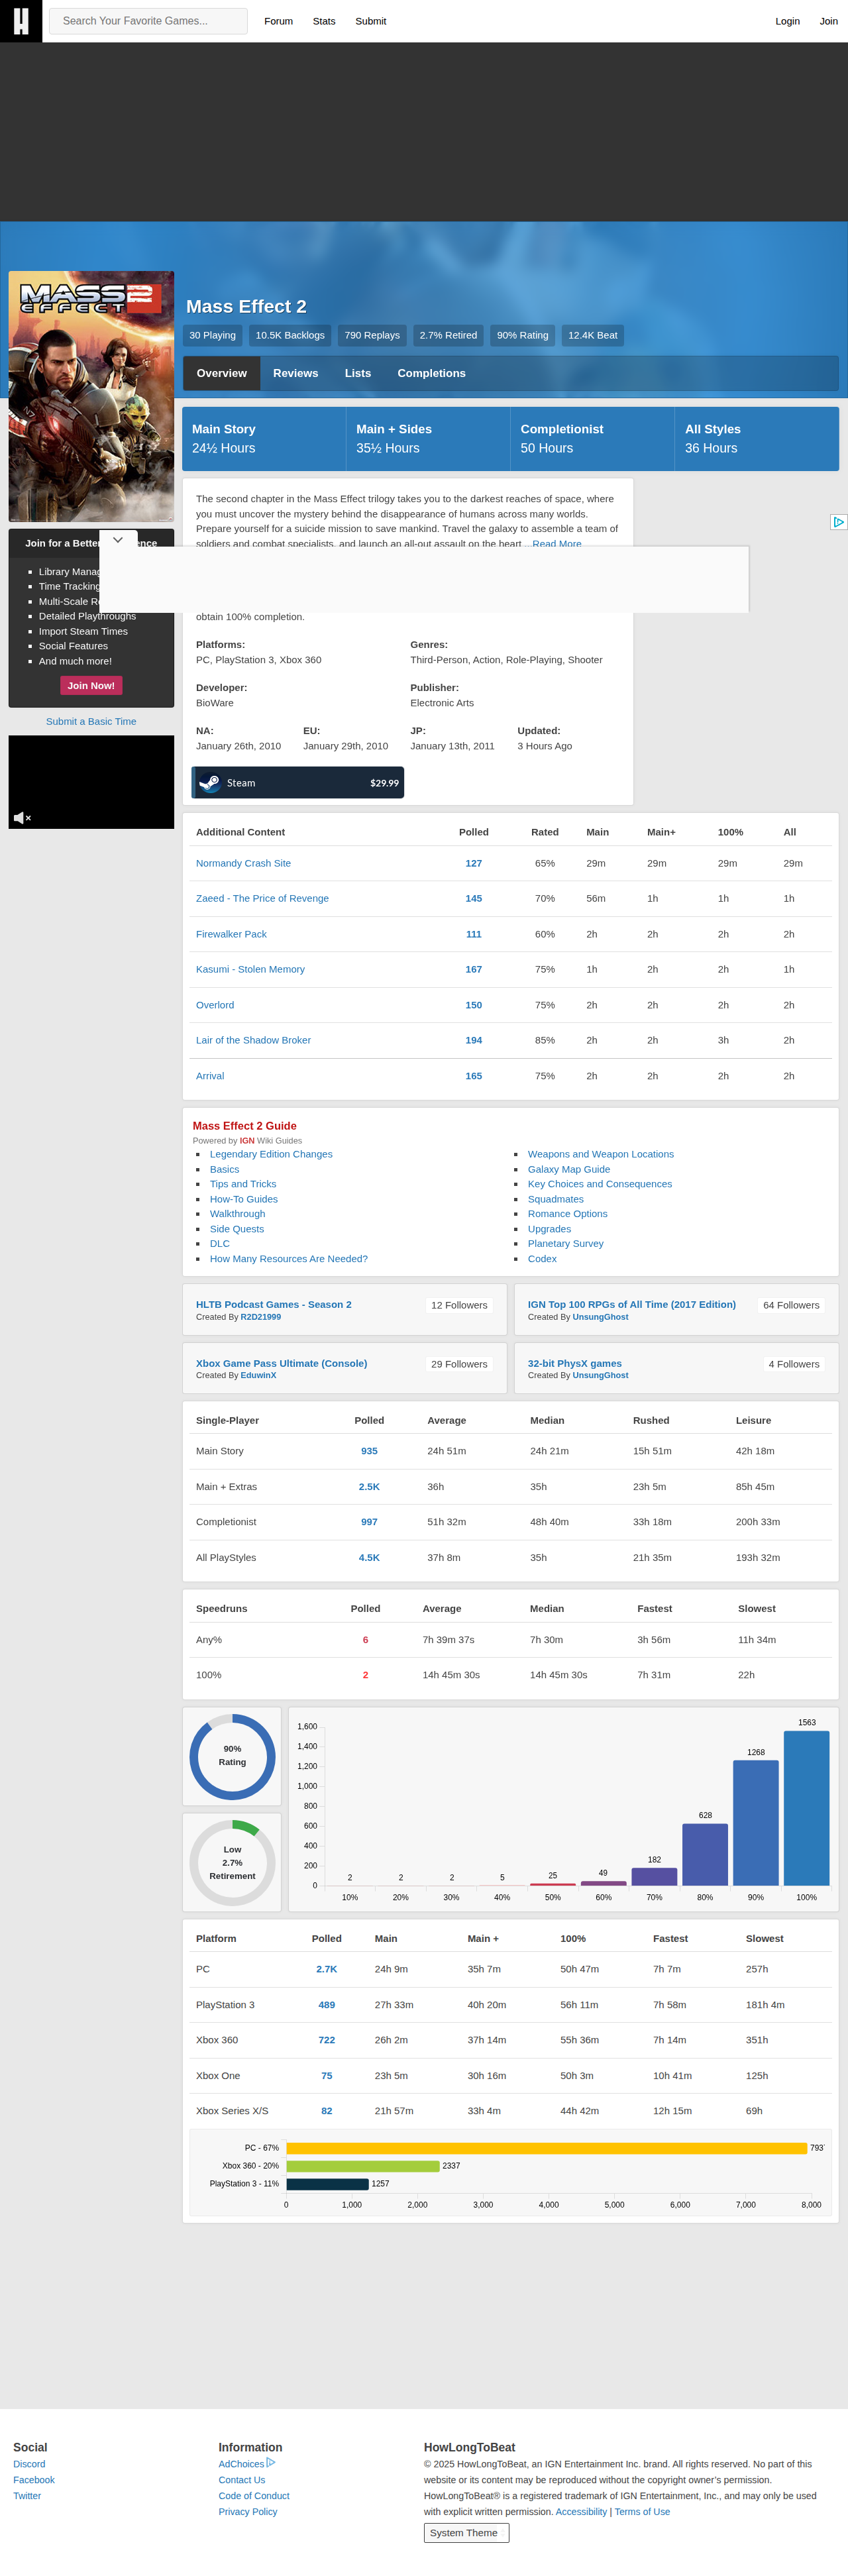 Search Your Favorite Games...
Forum
Stats
Submit
Login
Join
MASS EFFECT 2
N7
Mass Effect 2
30 Playing
10.5K Backlogs
790 Replays
2.7% Retired
90% Rating
12.4K Beat
Overview
Reviews
Lists
Completions
Main Story
24½ Hours
Main + Sides
35½ Hours
Completionist
50 Hours
All Styles
36 Hours
The second chapter in the Mass Effect trilogy takes you to the darkest reaches of space, where
you must uncover the mystery behind the disappearance of humans across many worlds.
Prepare yourself for a suicide mission to save mankind. Travel the galaxy to assemble a team of
soldiers and combat specialists, and launch an all-out assault on the heart ...Read More
obtain 100% completion.
Platforms:
PC, PlayStation 3, Xbox 360
Genres:
Third-Person, Action, Role-Playing, Shooter
Developer:
BioWare
Publisher:
Electronic Arts
NA:
January 26th, 2010
EU:
January 29th, 2010
JP:
January 13th, 2011
Updated:
3 Hours Ago
Steam $29.99
Join for a Better
Library
Time Tracking
Multi-Scale
Detailed Playthroughs
Import Steam Times
Social Features
And much more!
Join Now!
Submit a Basic Time
Additional Content Polled Rated Main Main+ 100% All
Normandy Crash Site 127 65% 29m 29m 29m 29m
Zaeed - The Price of Revenge 145 70% 56m 1h 1h 1h
Firewalker Pack 111 60% 2h 2h 2h 2h
Kasumi - Stolen Memory 167 75% 1h 2h 2h 1h
Overlord 150 75% 2h 2h 2h 2h
Lair of the Shadow Broker 194 85% 2h 2h 3h 2h
Arrival 165 75% 2h 2h 2h 2h
Mass Effect 2 Guide
Powered by IGN Wiki Guides
Legendary Edition Changes
Basics
Tips and Tricks
How-To Guides
Walkthrough
Side Quests
DLC
How Many Resources Are Needed?
Weapons and Weapon Locations
Galaxy Map Guide
Key Choices and Consequences
Squadmates
Romance Options
Upgrades
Planetary Survey
Codex
HLTB Podcast Games - Season 2
Created By R2D21999
12 Followers
IGN Top 100 RPGs of All Time (2017 Edition)
Created By UnsungGhost
64 Followers
Xbox Game Pass Ultimate (Console)
Created By EduwinX
29 Followers
32-bit PhysX games
Created By UnsungGhost
4 Followers
Single-Player Polled Average Median Rushed Leisure
Main Story 935 24h 51m 24h 21m 15h 51m 42h 18m
Main + Extras 2.5K 36h 35h 23h 5m 85h 45m
Completionist 997 51h 32m 48h 40m 33h 18m 200h 33m
All PlayStyles 4.5K 37h 8m 35h 21h 35m 193h 32m
Speedruns Polled Average Median Fastest Slowest
Any% 6 7h 39m 37s 7h 30m 3h 56m 11h 34m
100% 2 14h 45m 30s 14h 45m 30s 7h 31m 22h
90%
Rating
Low
2.7%
Retirement
1,600
1,400
1,200
1,000
800
600
400
200
0
2 2 2 5 25 49 182 628 1268 1563
10% 20% 30% 40% 50% 60% 70% 80% 90% 100%
Platform Polled Main Main + 100% Fastest Slowest
PC 2.7K 24h 9m 35h 7m 50h 47m 7h 7m 257h
PlayStation 3 489 27h 33m 40h 20m 56h 11m 7h 58m 181h 4m
Xbox 360 722 26h 2m 37h 14m 55h 36m 7h 14m 351h
Xbox One 75 23h 5m 30h 16m 50h 3m 10h 41m 125h
Xbox Series X/S 82 21h 57m 33h 4m 44h 42m 12h 15m 69h
PC - 67%
Xbox 360 - 20% 2337
PlayStation 3 - 11% 1257
0 1,000 2,000 3,000 4,000 5,000 6,000 7,000 8,000
Social
Discord
Facebook
Twitter
Information
AdChoices
Contact Us
Code of Conduct
Privacy Policy
HowLongToBeat
© 2025 HowLongToBeat, an IGN Entertainment Inc. brand. All rights reserved. No part of this
website or its content may be reproduced without the copyright owner's permission.
HowLongToBeat® is a registered trademark of IGN Entertainment, Inc., and may only be used
with explicit written permission. Accessibility | Terms of Use
System Theme